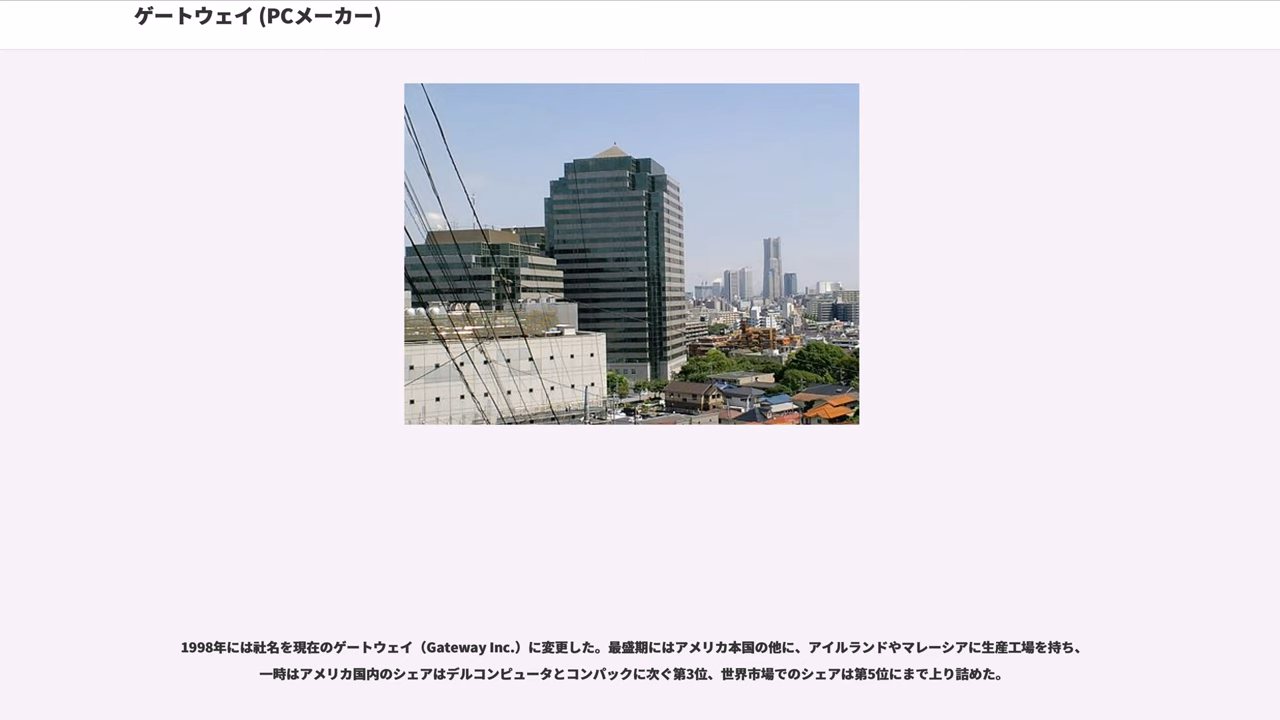 ゲートウェイ (PCメーカー)
1998年には社名を現在のゲートウェイ（Gateway Inc.）に変更した。最盛期にはアメリカ本国の他に、アイルランドやマレーシアに生産工場を持ち、
一時はアメリカ国内のシェアはデルコンピュータとコンパックに次ぐ第3位、世界市場でのシェアは第5位にまで上り詰めた。